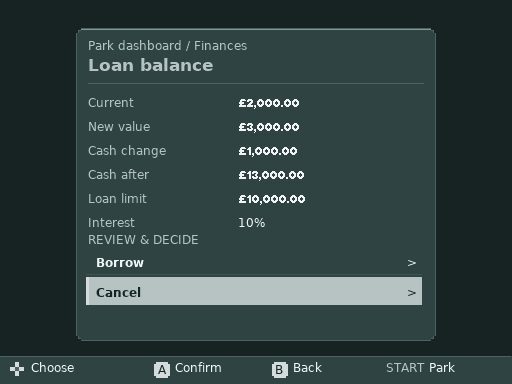 Park dashboard / Finances
Loan balance
Current £2,000.00
New value £3,000.00
Cash change £1,000.00
Cash after £13,000.00
Loan limit £10,000.00
Interest 10%
REVIEW & DECIDE
Borrow >
Cancel >
Choose A Confirm B Back START Park